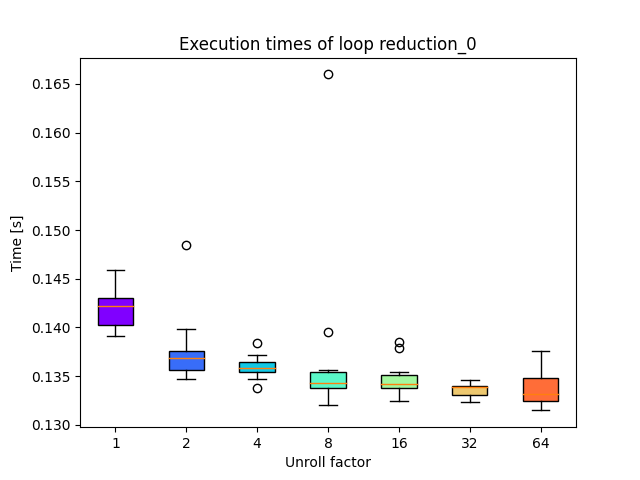 Execution times of loop reduction_0
0.165
0.160
0.155
0.150
0.145
0.140
0.135
0.130
Time [s]
1 2 4 8 16 32 64
Unroll factor